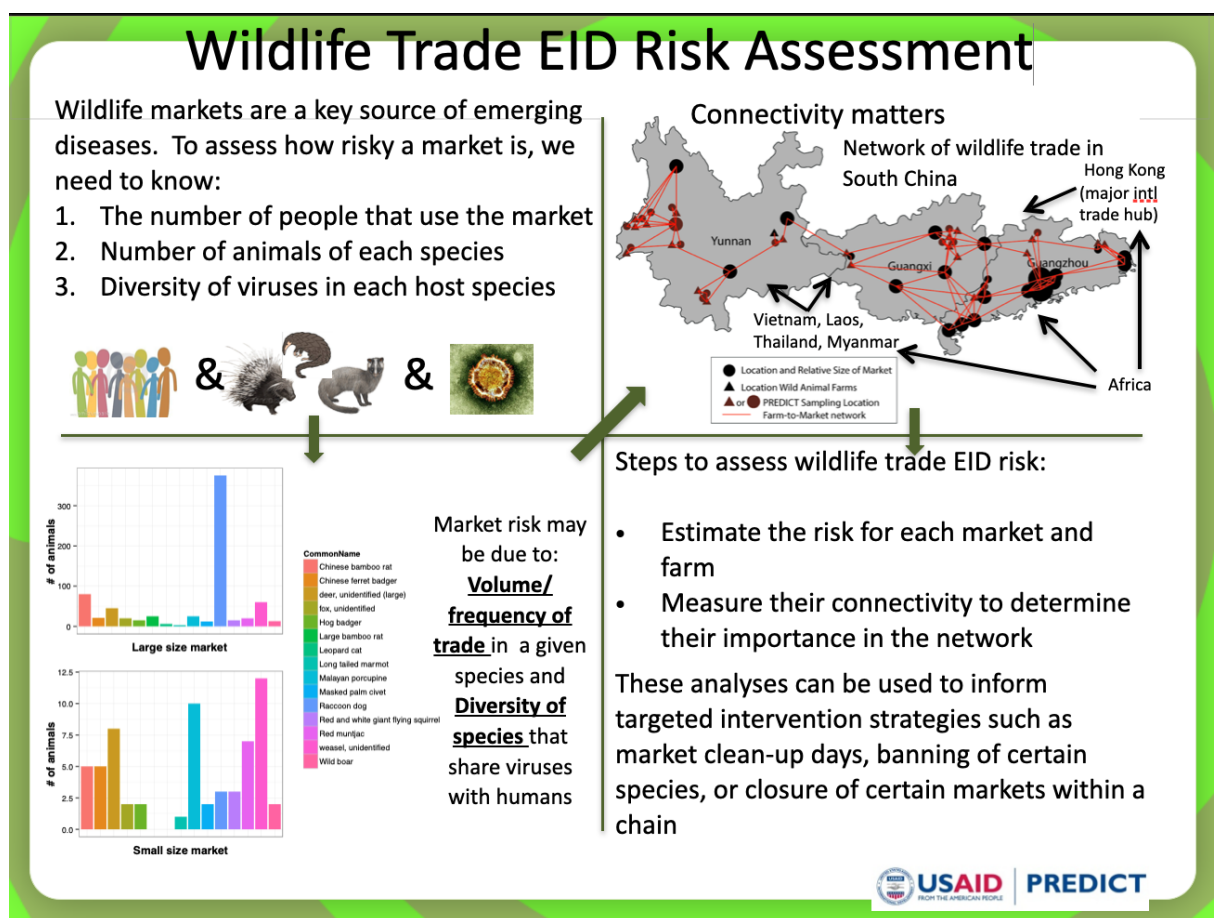 Wildlife Trade EID Risk Assessment
Wildlife markets are a key source of emerging
diseases.  To assess how risky a market is, we
need to know:
1. The number of people that use the market
2. Number of animals of each species
3. Diversity of viruses in each host species
& &
Connectivity matters
Network of wildlife trade in
South China
Hong Kong
(major intl
trade hub)
Yunnan
Guangxi
Guangzhou
Vietnam, Laos,
Thailand, Myanmar
Africa
Location and Relative Size of Market
Location Wild Animal Farms
or PREDICT Sampling Location
Farm-to-Market network
# of animals
300
200
100
0
Large size market
# of animals
12.5
10.0
7.5
5.0
2.5
0.0
Small size market
CommonName
Chinese bamboo rat
Chinese ferret badger
deer, unidentified (large)
fox, unidentified
Hog badger
Large bamboo rat
Leopard cat
Long tailed marmot
Malayan porcupine
Masked palm civet
Raccoon dog
Red and white giant flying squirrel
Red muntjac
weasel, unidentified
Wild boar
Market risk may
be due to:
Volume/
frequency of
trade in a given
species and
Diversity of
species that
share viruses
with humans
Steps to assess wildlife trade EID risk:
• Estimate the risk for each market and
farm
• Measure their connectivity to determine
their importance in the network
These analyses can be used to inform
targeted intervention strategies such as
market clean-up days, banning of certain
species, or closure of certain markets within a
chain
USAID
FROM THE AMERICAN PEOPLE
PREDICT